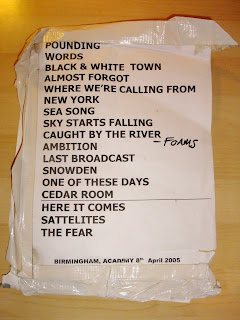 POUNDING
WORDS
BLACK & WHITE TOWN
ALMOST FORGOT
WHERE WE'RE CALLING FROM
NEW YORK
SEA SONG
SKY STARTS FALLING
CAUGHT BY THE RIVER
- FOAMS
AMBITION
LAST BROADCAST
SNOWDEN
ONE OF THESE DAYS
CEDAR ROOM
HERE IT COMES
SATTELITES
THE FEAR
BIRMINGHAM, ACADEMY 8th April 2005